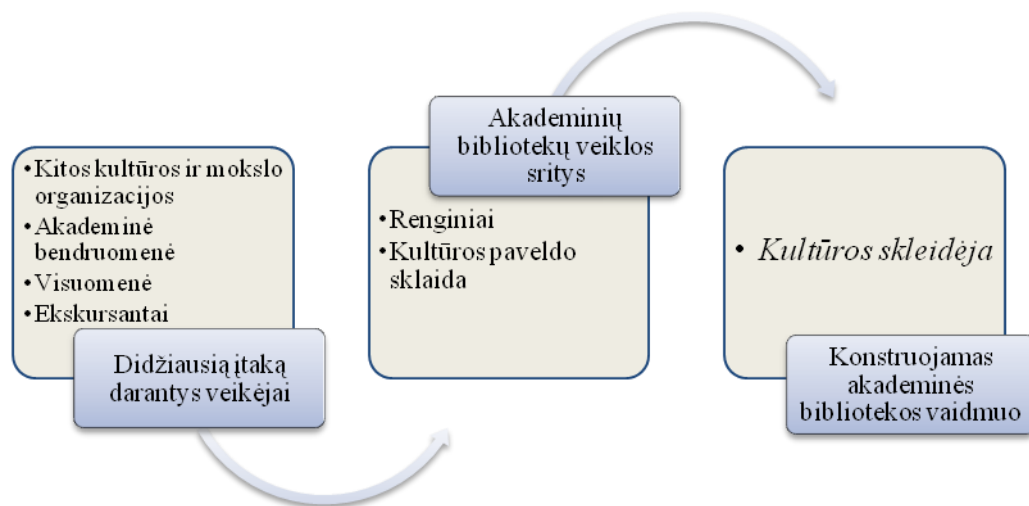 •Kitos kultūros ir mokslo
organizacijos
•Akademinė
bendruomenė
•Visuomenė
•Ekskursantai
Didžiausią įtaką
darantys veikėjai
Akademinių
bibliotekų veiklos
sritys
•Renginiai
•Kultūros paveldo
sklaida
• Kultūros skleidėja
Konstruojamas
akademinės
bibliotekos vaidmuo